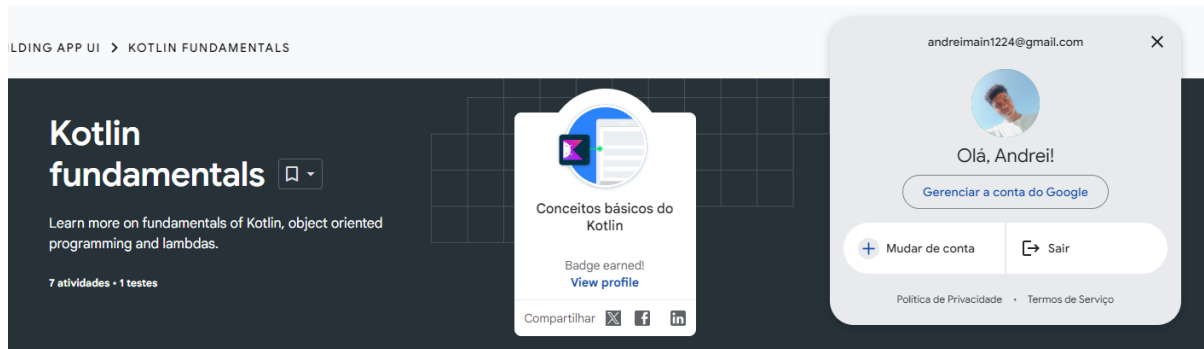 LDING APP UI > KOTLIN FUNDAMENTALS
Kotlin
fundamentals
Learn more on fundamentals of Kotlin, object oriented
programming and lambdas.
7 atividades • 1 testes
Conceitos básicos do
Kotlin
Badge earned!
View profile
Compartilhar
andreimain1224@gmail.com
Olá, Andrei!
Gerenciar a conta do Google
Mudar de conta
Sair
Política de Privacidade • Termos de Serviço